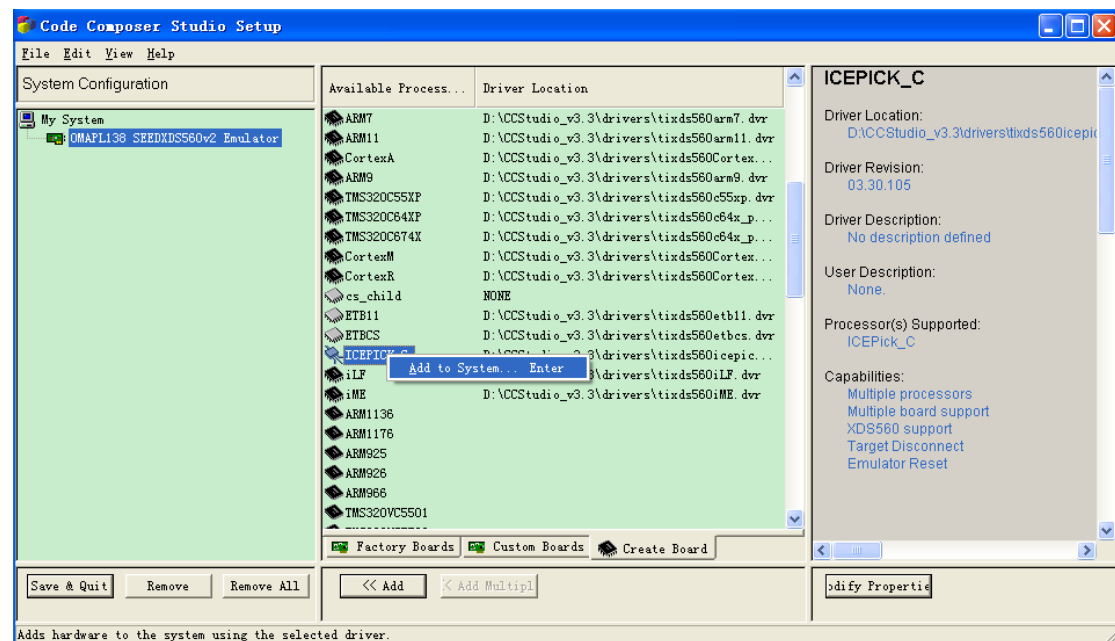 Code Composer Studio Setup
File Edit View Help
System Configuration
My System
OMAPL138 SEEDXDS560v2 Emulator
Available Process... Driver Location
ARM7 D:\CCStudio_v3.3\drivers\tixds560arm7.dvr
ARM11 D:\CCStudio_v3.3\drivers\tixds560arm11.dvr
CortexA D:\CCStudio_v3.3\drivers\tixds560Cortex...
ARM9 D:\CCStudio_v3.3\drivers\tixds560arm9.dvr
TMS320C55XP D:\CCStudio_v3.3\drivers\tixds560c55xp.dvr
TMS320C64XP D:\CCStudio_v3.3\drivers\tixds560c64x_p...
TMS320C674X D:\CCStudio_v3.3\drivers\tixds560c64x_p...
CortexM D:\CCStudio_v3.3\drivers\tixds560Cortex...
CortexR D:\CCStudio_v3.3\drivers\tixds560Cortex...
cs_child NONE
ETB11 D:\CCStudio_v3.3\drivers\tixds560etb11.dvr
ETBCS D:\CCStudio_v3.3\drivers\tixds560etbcs.dvr
ICEPICK_C D:\CCStudio_v3.3\drivers\tixds560icepic...
Add to System... Enter
iLF 3\drivers\tixds560iLF.dvr
iME D:\CCStudio_v3.3\drivers\tixds560iME.dvr
ARM1136
ARM1176
ARM925
ARM926
ARM966
TMS320VC5501
Factory Boards Custom Boards Create Board
ICEPICK_C
Driver Location:
D:\CCStudio_v3.3\drivers\tixds560icepic
Driver Revision:
03.30.105
Driver Description:
No description defined
User Description:
None.
Processor(s) Supported:
ICEPick_C
Capabilities:
Multiple processors
Multiple board support
XDS560 support
Target Disconnect
Emulator Reset
Save & Quit Remove Remove All << Add < Add Multipl odify Propertie
Adds hardware to the system using the selected driver.